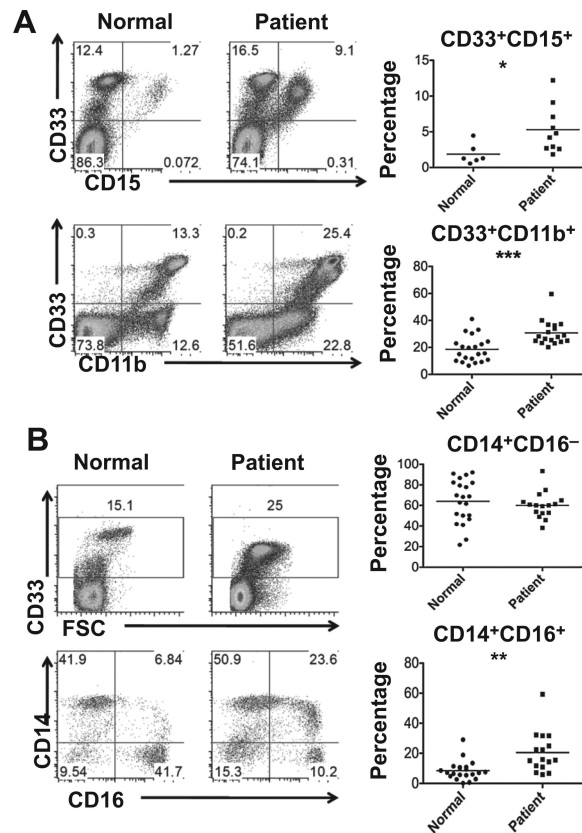 A
Normal
Patient
12.4
1.27
16.5
9.1
CD33
86.3
0.072
74.1
0.31
CD15
CD33+CD15+
*
Percentage
15
10
5
0
Normal
Patient
0.3
13.3
0.2
25.4
CD33
73.8
12.6
51.6
22.8
CD11b
CD33+CD11b+
***
Percentage
80
60
40
20
0
Normal
Patient
B
Normal
Patient
15.1
25
CD33
FSC
CD14+CD16–
Percentage
100
80
60
40
20
0
Normal
Patient
41.9
6.84
50.9
23.6
CD14
9.54
41.7
15.3
10.2
CD16
CD14+CD16+
**
Percentage
80
60
40
20
0
Normal
Patient